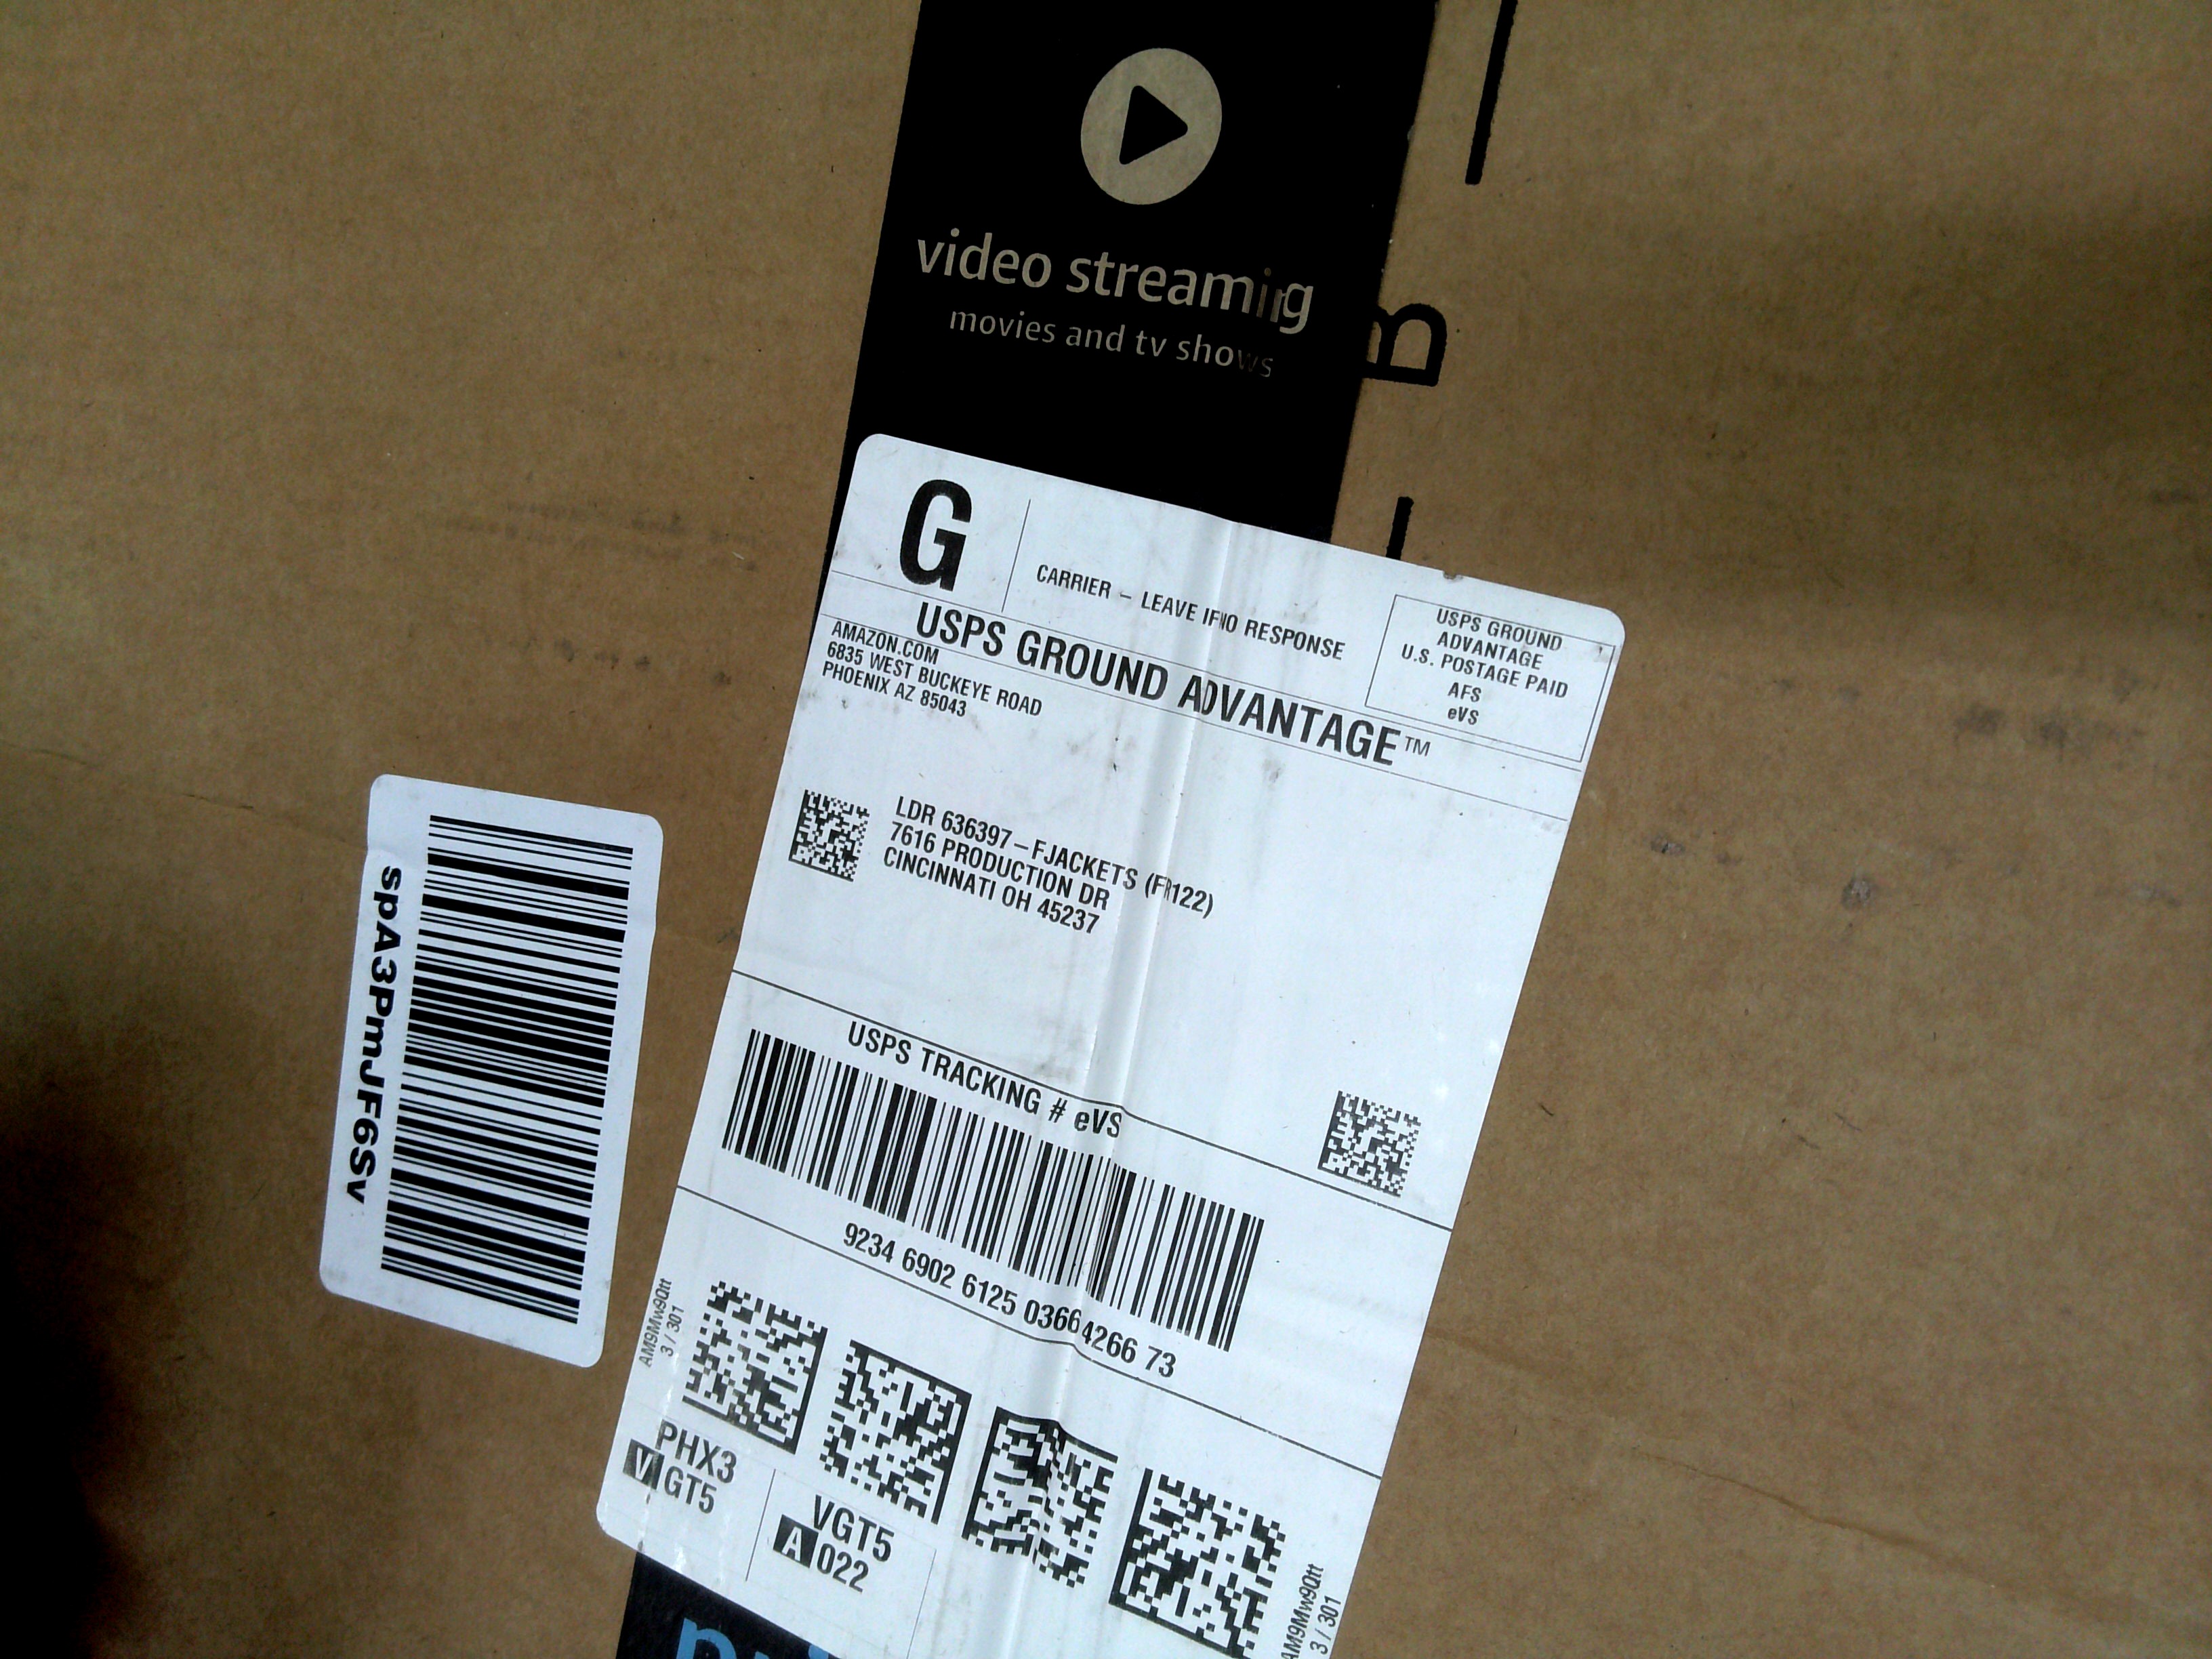 video streaming
movies and tv shows
B
G
CARRIER – LEAVE IF NO RESPONSE
USPS GROUND
ADVANTAGE
U.S. POSTAGE PAID
AFS
eVS
USPS GROUND ADVANTAGE™
AMAZON.COM
6835 WEST BUCKEYE ROAD
PHOENIX AZ 85043
LDR 636397–FJACKETS (FR122)
7616 PRODUCTION DR
CINCINNATI OH 45237
USPS TRACKING # eVS
9234 6902 6125 0366 4266 73
spA3PmJF6Sv
AM9Mw9Qtt
3 / 301
PHX3
V GT5
VGT5
A 022
AM9Mw9Qtt
3 / 301